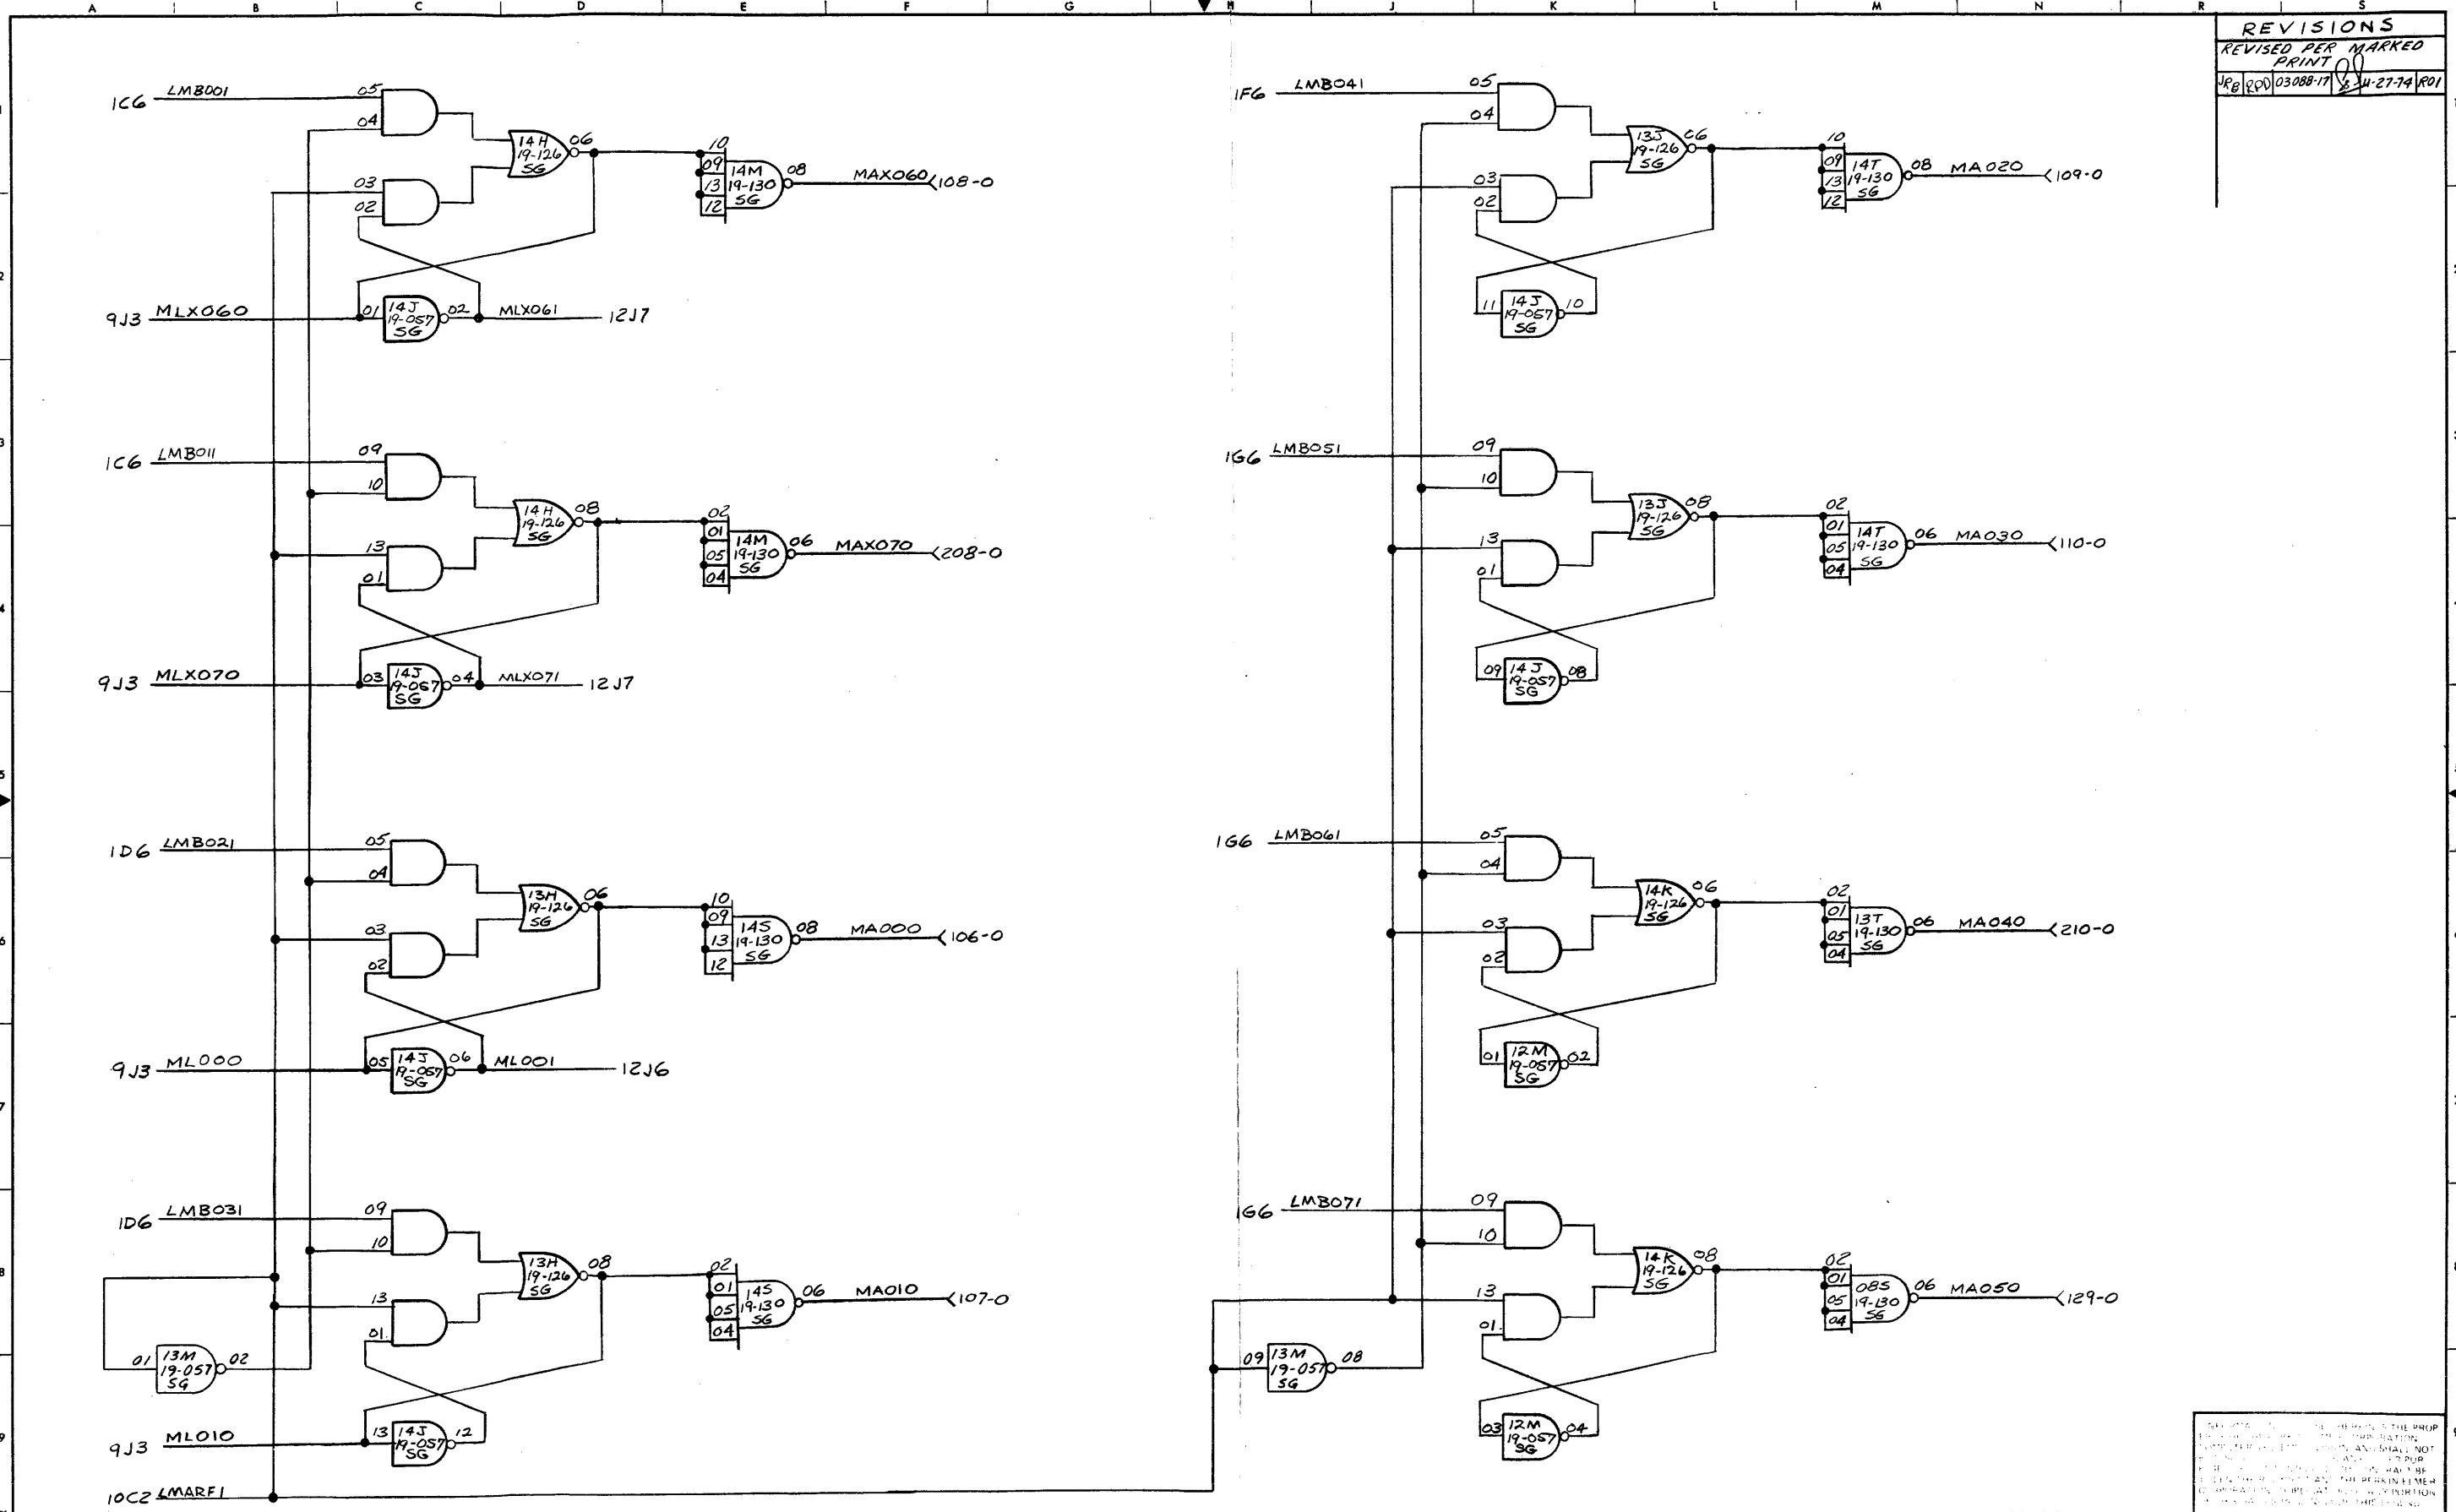 A B C D E F G H J K L M N R S
REVISIONS
REVISED PER MARKED
PRINT
JRB RPD 03088-17 11-27-74 R01
1C6 LMB001 05
04
03
02
14H
19-126
SG
06
10
09
13
12
14M
19-130
SG
08
MAX060 108-0
9J3 MLX060 01
14J
19-057
SG
02 MLX061 12J7
1C6 LMB011 09
10
13
01
14H
19-126
SG
08
02
01
05
04
14M
19-130
SG
06
MAX070 208-0
9J3 MLX070 03
14J
19-057
SG
04 MLX071 12J7
1D6 LMB021 05
04
03
02
13H
19-126
SG
06
10
09
13
12
14S
19-130
SG
08
MA000 106-0
9J3 ML000 05
14J
19-057
SG
06 ML001 12J6
1D6 LMB031 09
10
13
01
13H
19-126
SG
08
02
01
05
04
14S
19-130
SG
06
MA010 107-0
01
13M
19-057
SG
02
9J3 ML010 13
14J
19-057
SG
12
10C2 LMARF1
1F6 LMB041 05
04
03
02
13J
19-126
SG
06
10
09
13
12
14T
19-130
SG
08
MA020 109-0
11
14J
19-057
SG
10
1G6 LMB051 09
10
13
01
13J
19-126
SG
08
02
01
05
04
14T
19-130
SG
06
MA030 110-0
09
14J
19-057
SG
08
1G6 LMB061 05
04
03
02
14K
19-126
SG
06
02
01
05
04
13T
19-130
SG
06
MA040 210-0
01
12M
19-057
SG
02
1G6 LMB071 09
10
13
01
14K
19-126
SG
08
02
01
05
04
08S
19-130
SG
06
MA050 129-0
09
13M
19-057
SG
08
03
12M
19-057
SG
04
THE PROP
AND SHALL NOT
THE PERKIN ELMER